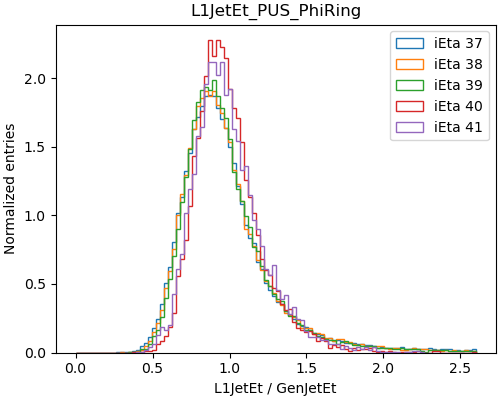 L1JetEt_PUS_PhiRing
iEta 37
iEta 38
iEta 39
iEta 40
iEta 41
Normalized entries
2.0
1.5
1.0
0.5
0.0
0.0 0.5 1.0 1.5 2.0 2.5
L1JetEt / GenJetEt